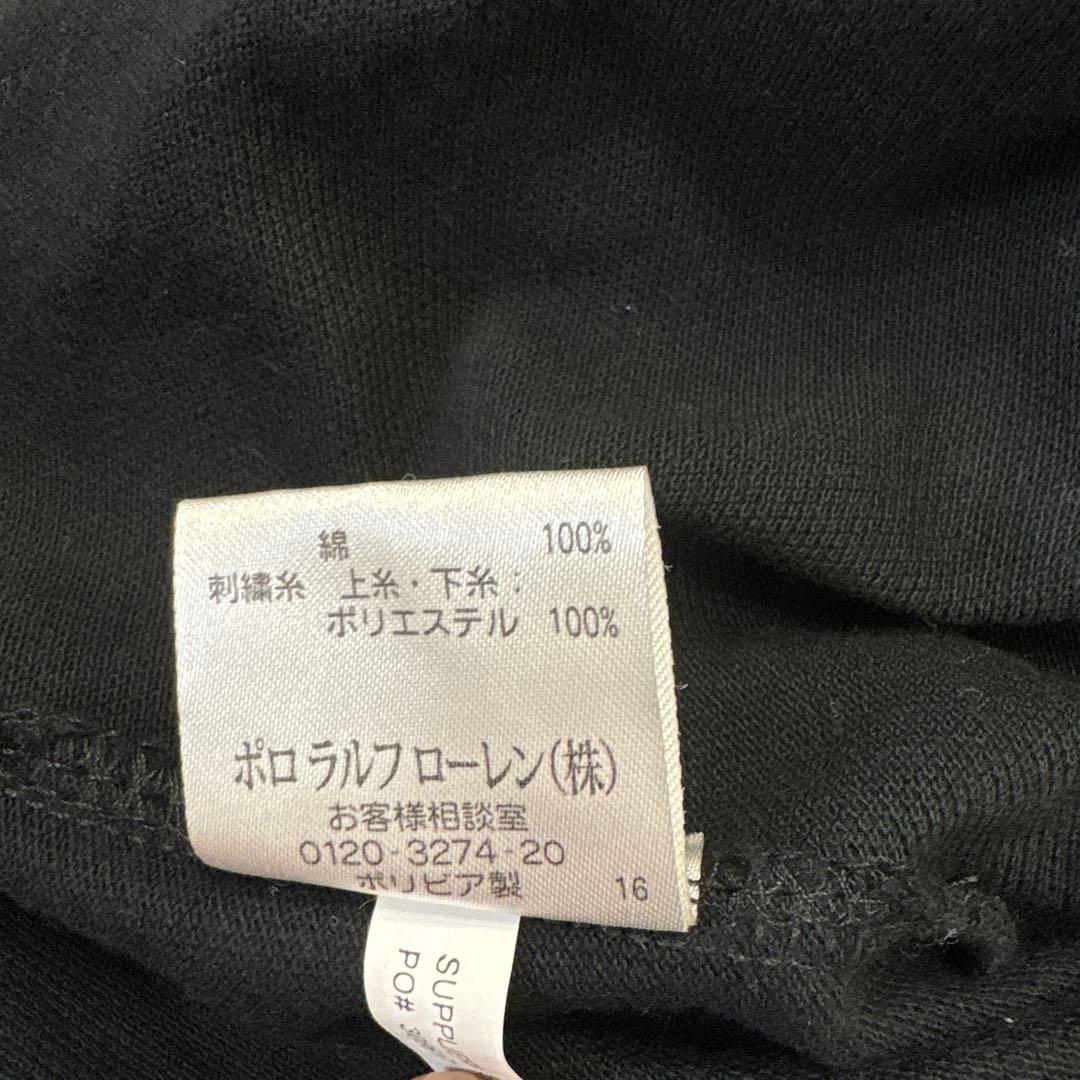 綿 100%
刺繍糸 上糸・下糸:
ポリエステル 100%
ポロ ラルフ ローレン(株)
お客様相談室
0120-3274-20
ボリビア製 16
PO#